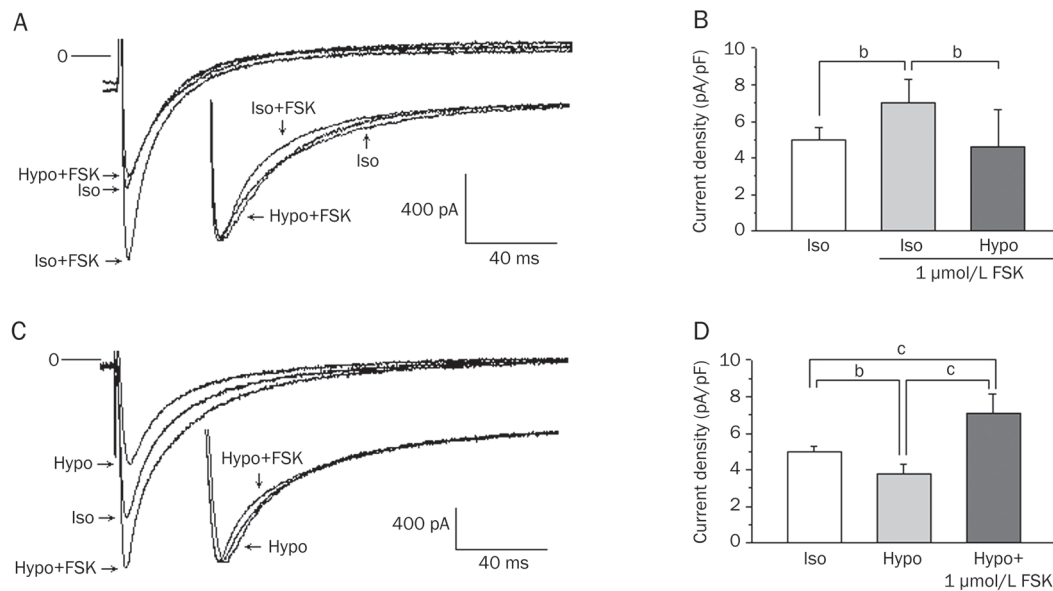 A
0
Hypo+FSK
Iso
Iso+FSK
Iso+FSK
Iso
Hypo+FSK
400 pA
40 ms
B
Current density (pA/pF)
10
8
6
4
2
0
b
b
Iso
Iso
Hypo
1 µmol/L FSK
C
0
Hypo
Iso
Hypo+FSK
Hypo+FSK
Hypo
400 pA
40 ms
D
Current density (pA/pF)
10
8
6
4
2
0
c
b
c
Iso
Hypo
Hypo+
1 µmol/L FSK